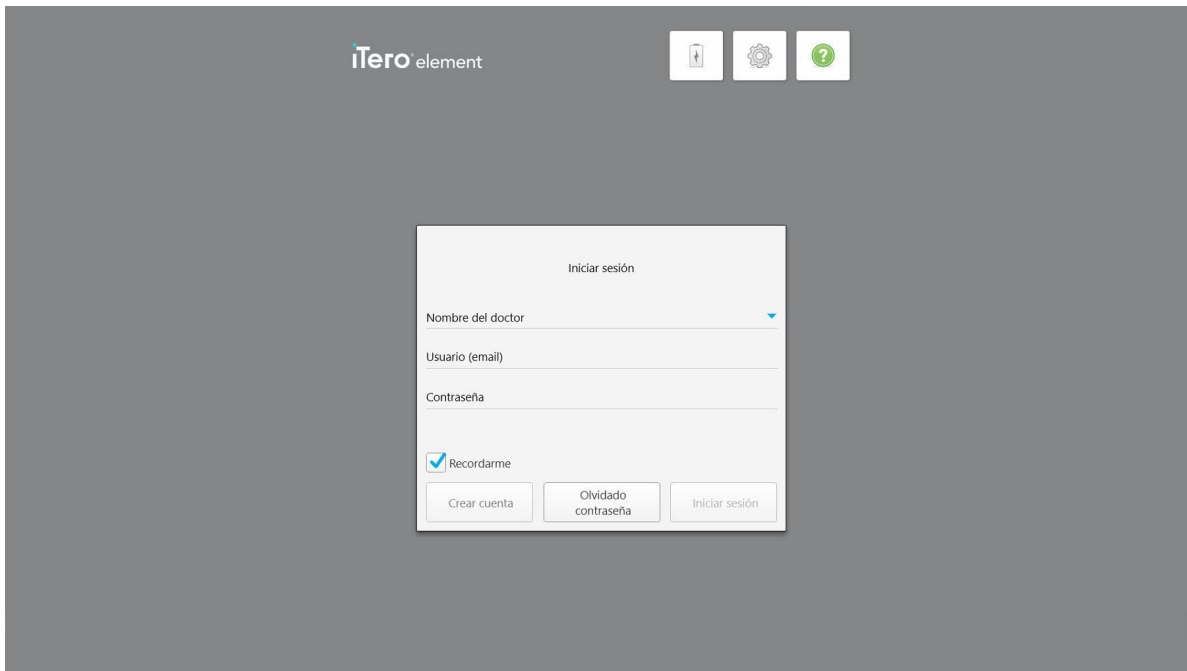 iTero element
Iniciar sesión
Nombre del doctor
Usuario (email)
Contraseña
Recordarme
Crear cuenta
Olvidado
contraseña
Iniciar sesión